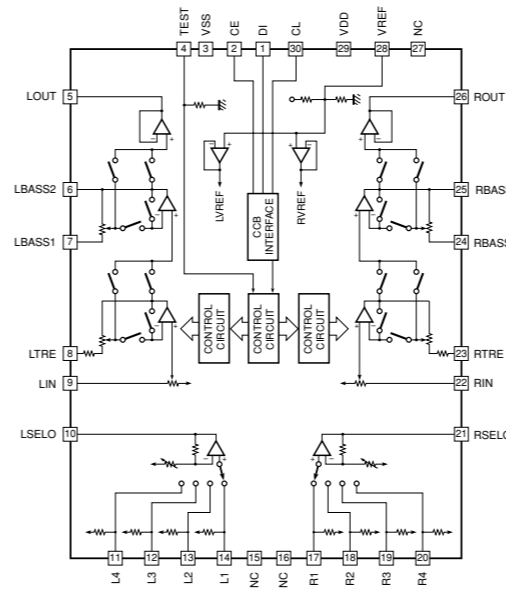 TEST
VSS
CE
DI
CL
VDD
VREF
NC
4
3
2
1
30
29
28
27
LOUT
5
26
ROUT
LVREF
RVREF
LBASS2
6
25
RBASS
CCB
INTERFACE
LBASS1
7
24
RBASS
CONTROL
CIRCUIT
CONTROL
CIRCUIT
CONTROL
CIRCUIT
LTRE
8
23
RTRE
LIN
9
22
RIN
LSELO
10
21
RSELO
11
12
13
14
15
16
17
18
19
20
L4
L3
L2
L1
NC
NC
R1
R2
R3
R4